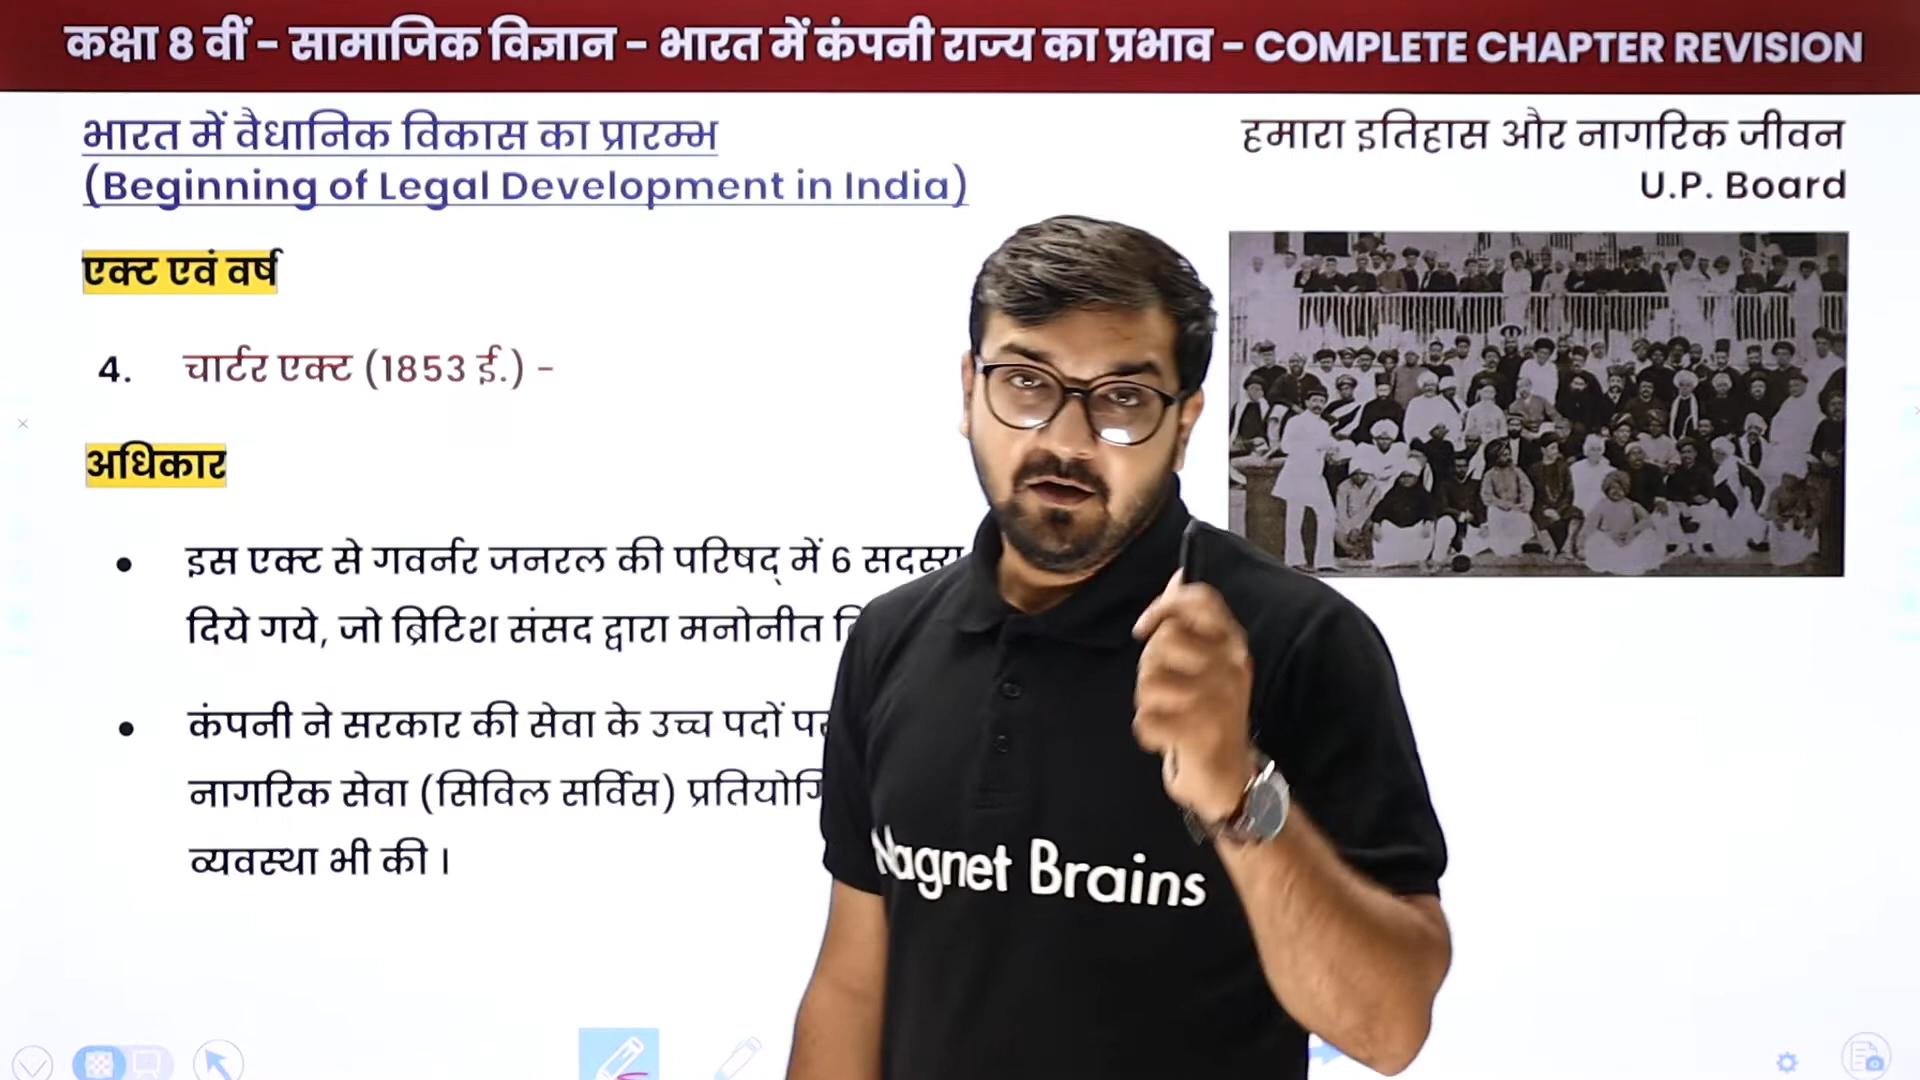 कक्षा 8 वीं - सामाजिक विज्ञान - भारत में कंपनी राज्य का प्रभाव - COMPLETE CHAPTER REVISION
भारत में वैधानिक विकास का प्रारम्भ
(Beginning of Legal Development in India)
हमारा इतिहास और नागरिक जीवन
U.P. Board
एक्ट एवं वर्ष
4. चार्टर एक्ट (1853 ई.) -
अधिकार
• इस एक्ट से गवर्नर जनरल की परिषद् में 6 सदस्य
दिये गये, जो ब्रिटिश संसद द्वारा मनोनीत
• कंपनी ने सरकार की सेवा के उच्च पदों पर
नागरिक सेवा (सिविल सर्विस)
व्यवस्था भी की ।
Magnet Brains